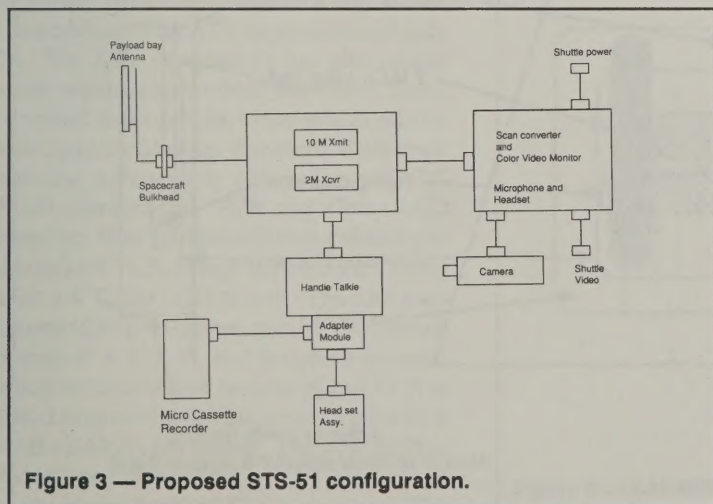 Payload bay
Antenna
Spacecraft
Bulkhead
10 M Xmit
2M Xcvr
Shuttle power
Scan converter
and
Color Video Monitor
Microphone and
Headset
Camera
Shuttle
Video
Handie Talkie
Adapter
Module
Micro Cassette
Recorder
Head set
Assy.
Figure 3 — Proposed STS-51 configuration.